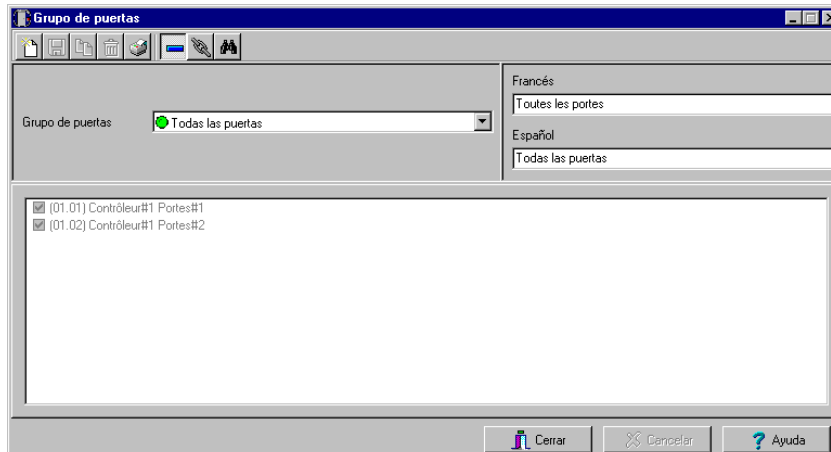 Grupo de puertas
Francés
Toutes les portes
Grupo de puertas
Todas las puertas
Español
Todas las puertas
(01.01) Contrôleur#1 Portes#1
(01.02) Contrôleur#1 Portes#2
Cerrar
Cancelar
Ayuda